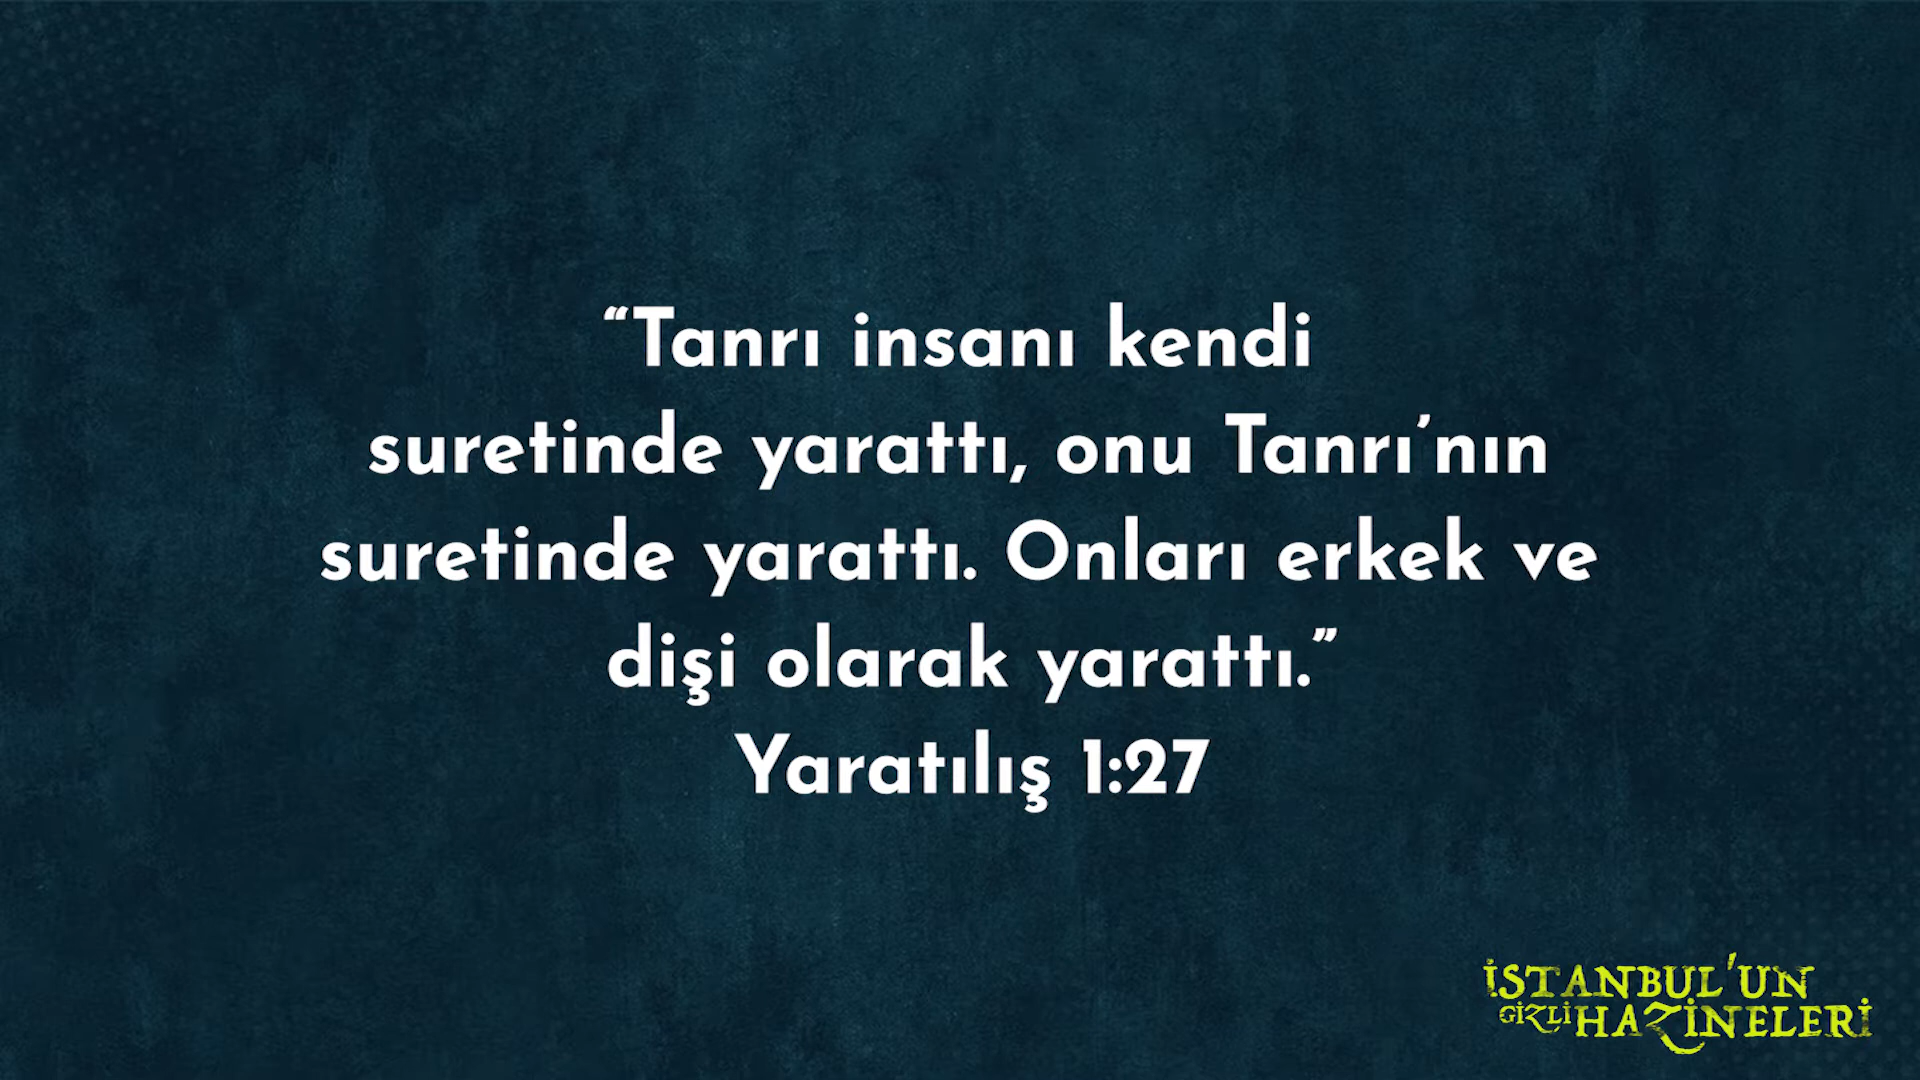 “Tanrı insanı kendi
suretinde yarattı, onu Tanrı’nın
suretinde yarattı. Onları erkek ve
dişi olarak yarattı.”
Yaratılış 1:27
İSTANBUL'UN
GİZLİ HAZİNELERİ